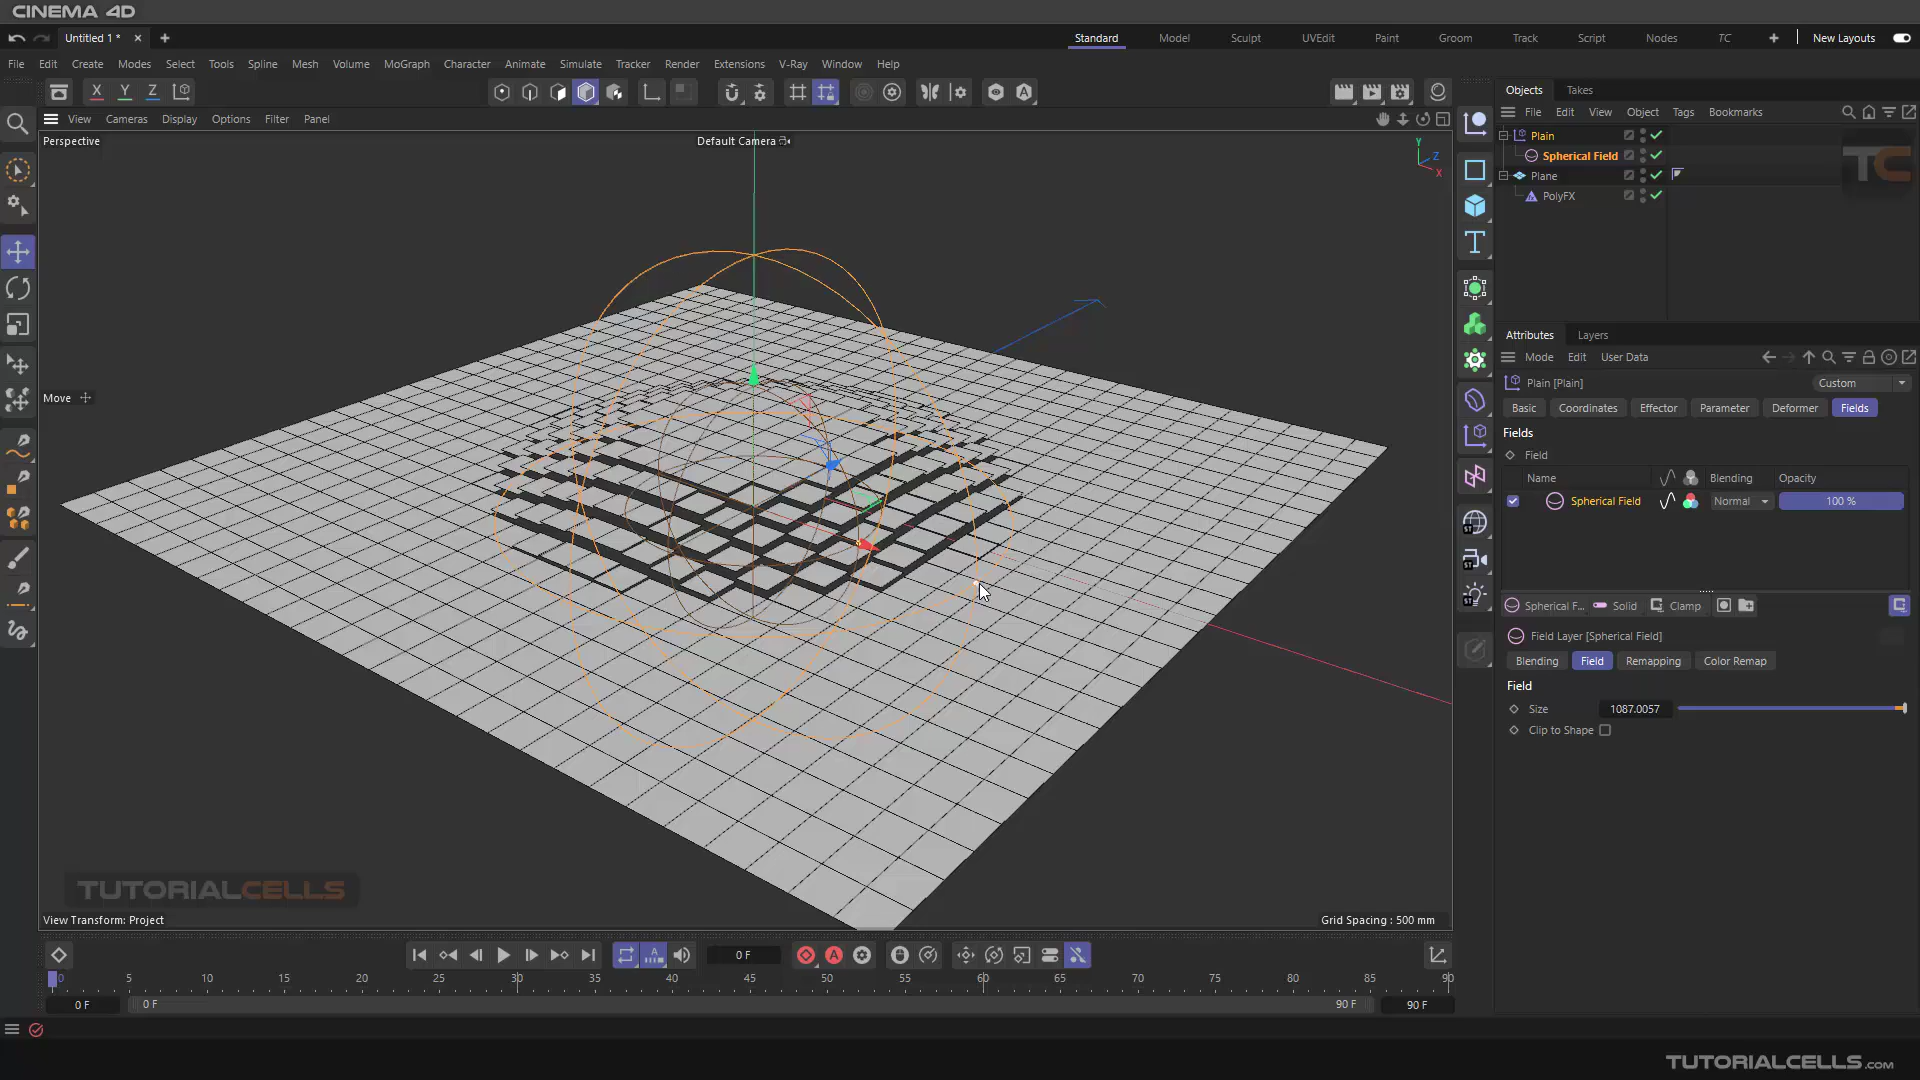 CINEMA 4D
Untitled 1 *
Standard
Model
Sculpt
UVEdit
Paint
Groom
Track
Script
Nodes
TC
New Layouts
File Edit Create Modes Select Tools Spline Mesh Volume MoGraph Character Animate Simulate Tracker Render Extensions V-Ray Window Help
X Y Z
Objects Takes
File Edit View Object Tags Bookmarks
View Cameras Display Options Filter Panel
Perspective
Default Camera
Y
Z
X
Plain
Spherical Field
Plane
PolyFX
TC
Move
Attributes Layers
Mode Edit User Data
Plain [Plain]
Custom
Basic Coordinates Effector Parameter Deformer Fields
Fields
Field
Name Blending Opacity
Spherical Field Normal 100 %
Spherical F... Solid Clamp
Field Layer [Spherical Field]
Blending Field Remapping Color Remap
Field
Size 1087.0057
Clip to Shape
TUTORIALCELLS
View Transform: Project
Grid Spacing : 500 mm
0 F
0 5 10 15 20 25 30 35 40 45 50 55 60 65 70 75 80 85 90
0 F 0 F 90 F 90 F
TUTORIALCELLS.COM